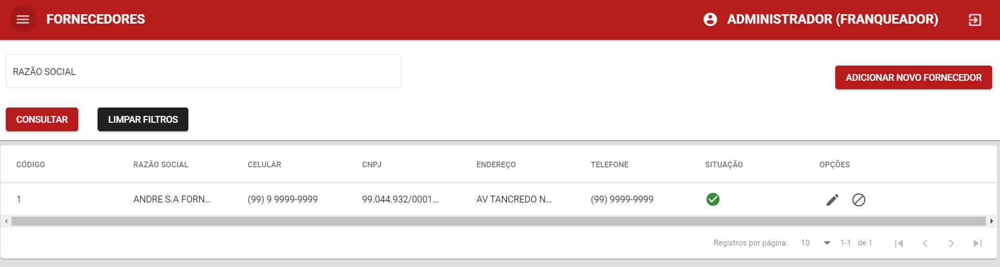 FORNECEDORES
ADMINISTRADOR (FRANQUEADOR)
RAZÃO SOCIAL
ADICIONAR NOVO FORNECEDOR
CONSULTAR
LIMPAR FILTROS
CÓDIGO RAZÃO SOCIAL CELULAR CNPJ ENDEREÇO TELEFONE SITUAÇÃO OPÇÕES
1 ANDRE S.A FORN... (99) 9 9999-9999 99.044.932/0001... AV TANCREDO N... (99) 9999-9999
Registros por página: 10 1-1 de 1